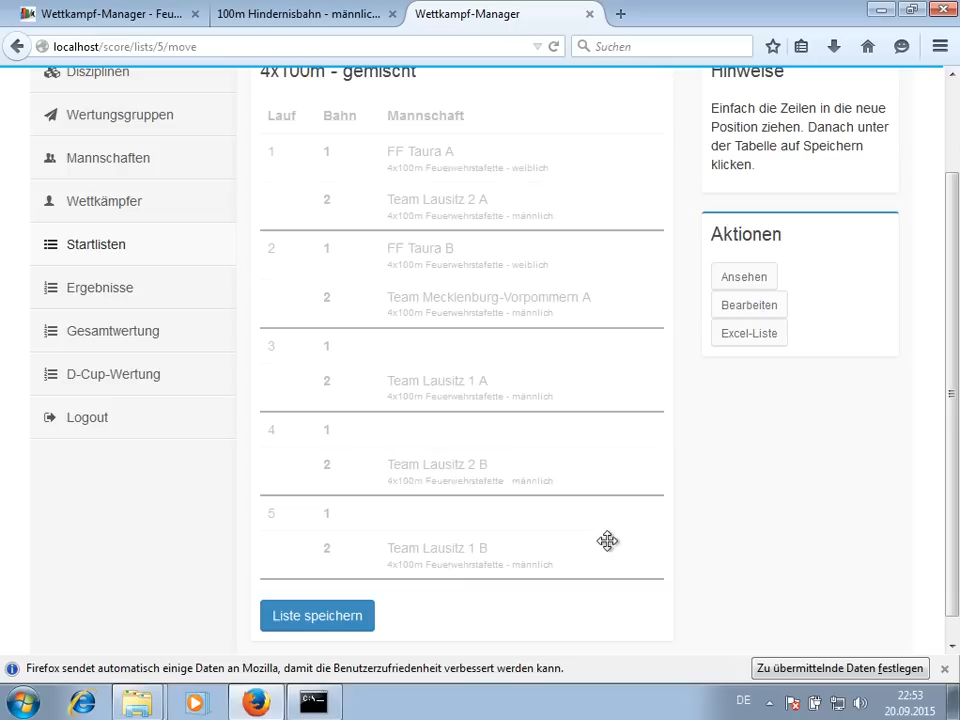 Wettkampf-Manager - Feu...
100m Hindernisbahn - männlic...
Wettkampf-Manager
localhost/score/lists/5/move
Suchen
Disziplinen
Wertungsgruppen
Mannschaften
Wettkämpfer
Startlisten
Ergebnisse
Gesamtwertung
D-Cup-Wertung
Logout
4x100m - gemischt
Lauf Bahn Mannschaft
1 1 FF Taura A
4x100m Feuerwehrstafette - weiblich
2 Team Lausitz 2 A
4x100m Feuerwehrstafette - männlich
2 1 FF Taura B
4x100m Feuerwehrstafette - weiblich
2 Team Mecklenburg-Vorpommern A
4x100m Feuerwehrstafette - männlich
3 1
2 Team Lausitz 1 A
4x100m Feuerwehrstafette - männlich
4 1
2 Team Lausitz 2 B
4x100m Feuerwehrstafette - männlich
5 1
2 Team Lausitz 1 B
4x100m Feuerwehrstafette - männlich
Liste speichern
Hinweise
Einfach die Zeilen in die neue
Position ziehen. Danach unter
der Tabelle auf Speichern
klicken.
Aktionen
Ansehen
Bearbeiten
Excel-Liste
Firefox sendet automatisch einige Daten an Mozilla, damit die Benutzerzufriedenheit verbessert werden kann.
Zu übermittelnde Daten festlegen
C:\...
DE
22:53
20.09.2015